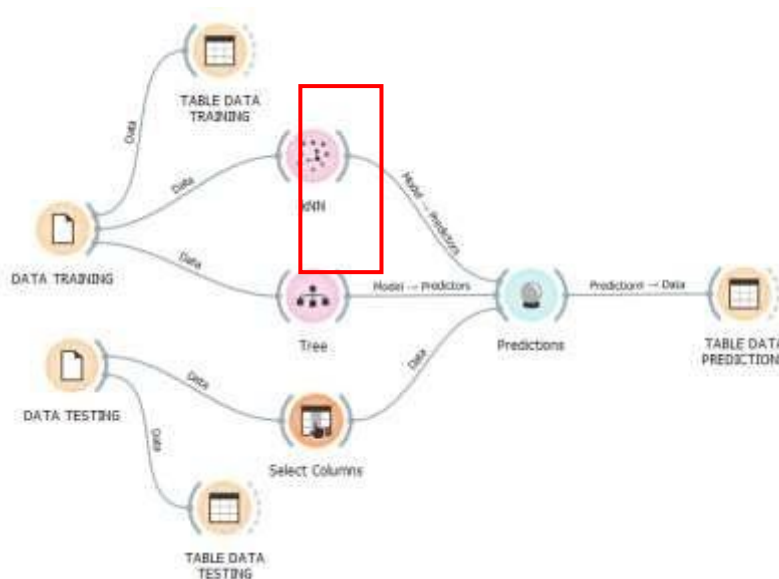 TABLE DATA
TRAINING
Data
Data
kNN
Model → Predictors
DATA TRAINING
Data
Tree
Model → Predictors
Predictions
Predictions → Data
TABLE DATA
PREDICTION
DATA TESTING
Data
Data
Data
Select Columns
TABLE DATA
TESTING